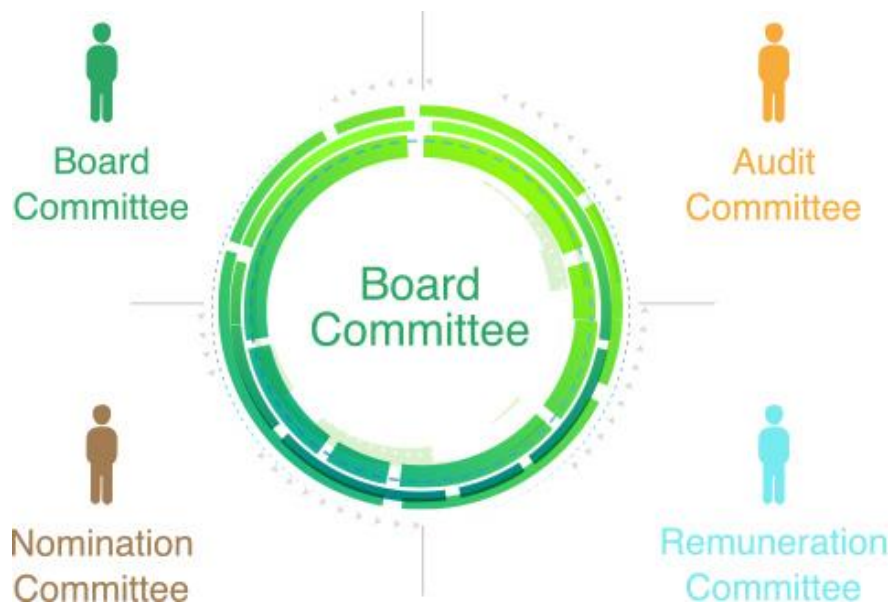 Board
Committee
Audit
Committee
Board
Committee
Nomination
Committee
Remuneration
Committee